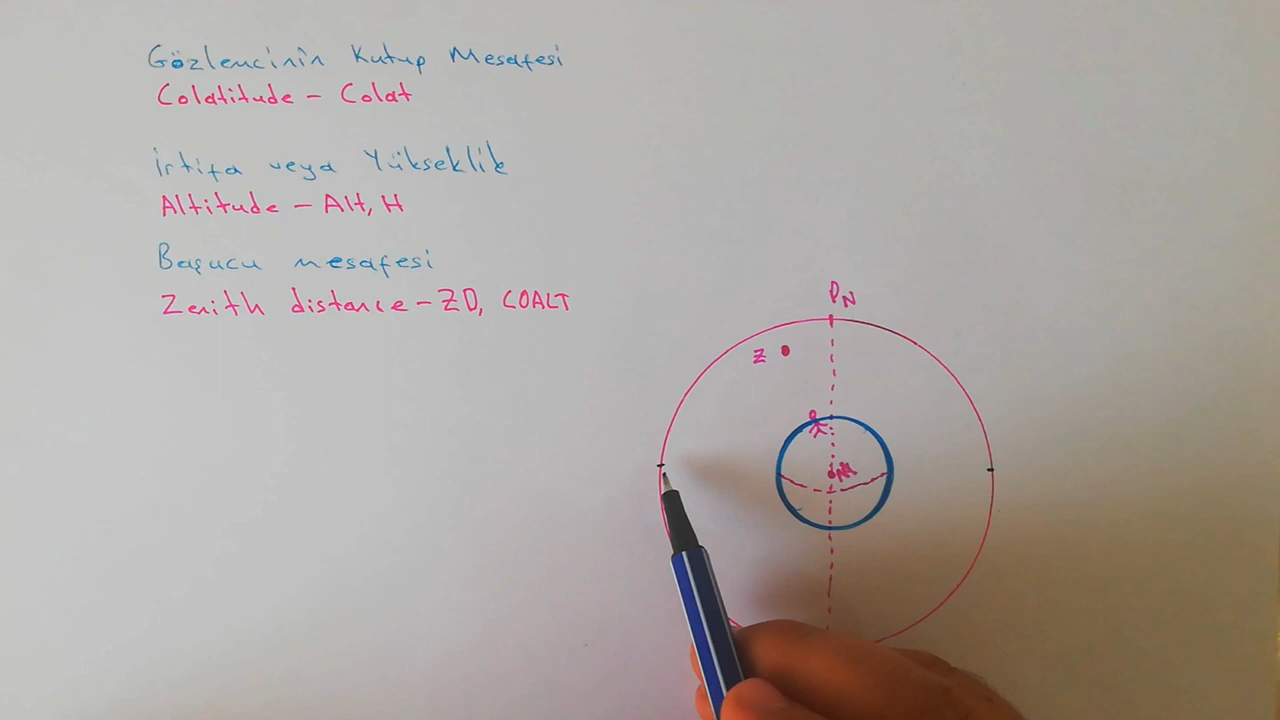 Gözlemcinin Kutup Mesafesi
Colatitude - Colat
İrtifa veya Yükseklik
Altitude - Alt, H
Başucu mesafesi
Zenith distance - ZD, COALT
PN
Z